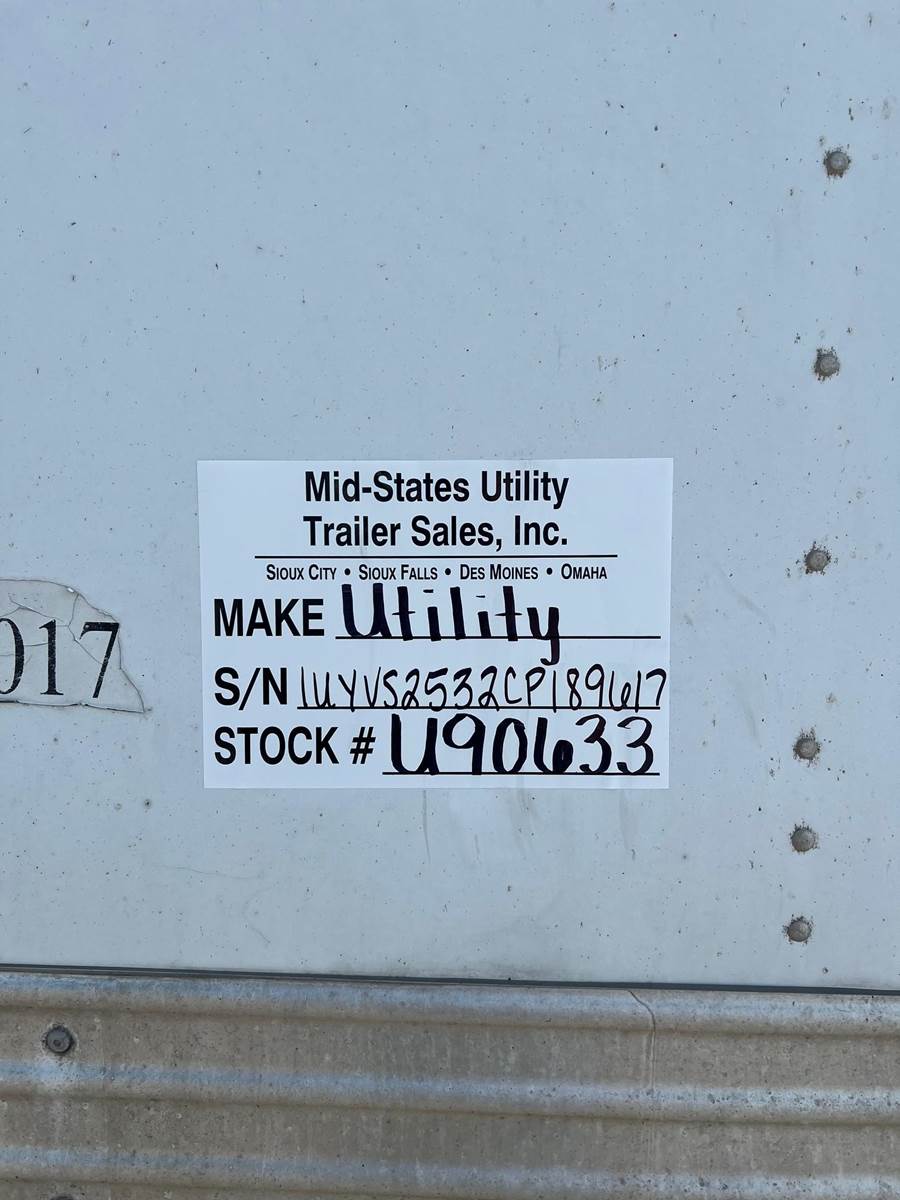 Mid-States Utility
Trailer Sales, Inc.
Sioux City • Sioux Falls • Des Moines • Omaha
MAKE Utility
S/N 1UYVS2532CP189617
STOCK # U90633
017